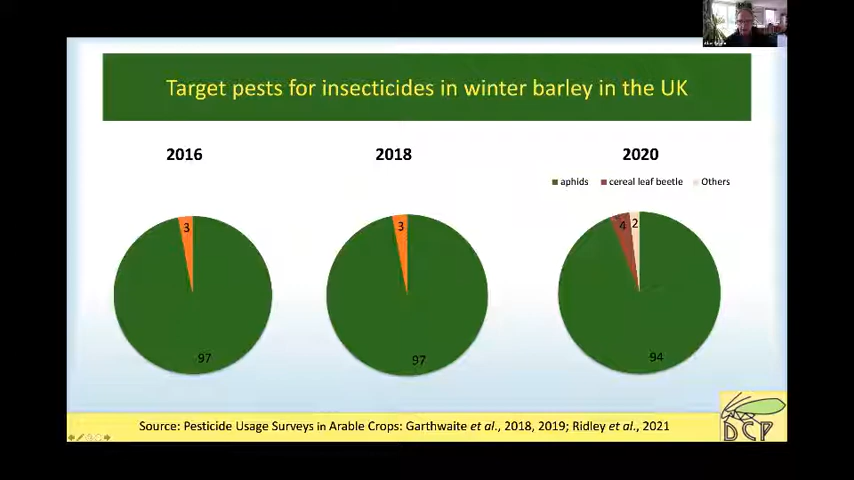 Target pests for insecticides in winter barley in the UK
2016
2018
2020
aphids
cereal leaf beetle
Others
3
97
3
97
4
2
94
Source: Pesticide Usage Surveys in Arable Crops: Garthwaite et al., 2018, 2019; Ridley et al., 2021
DCP